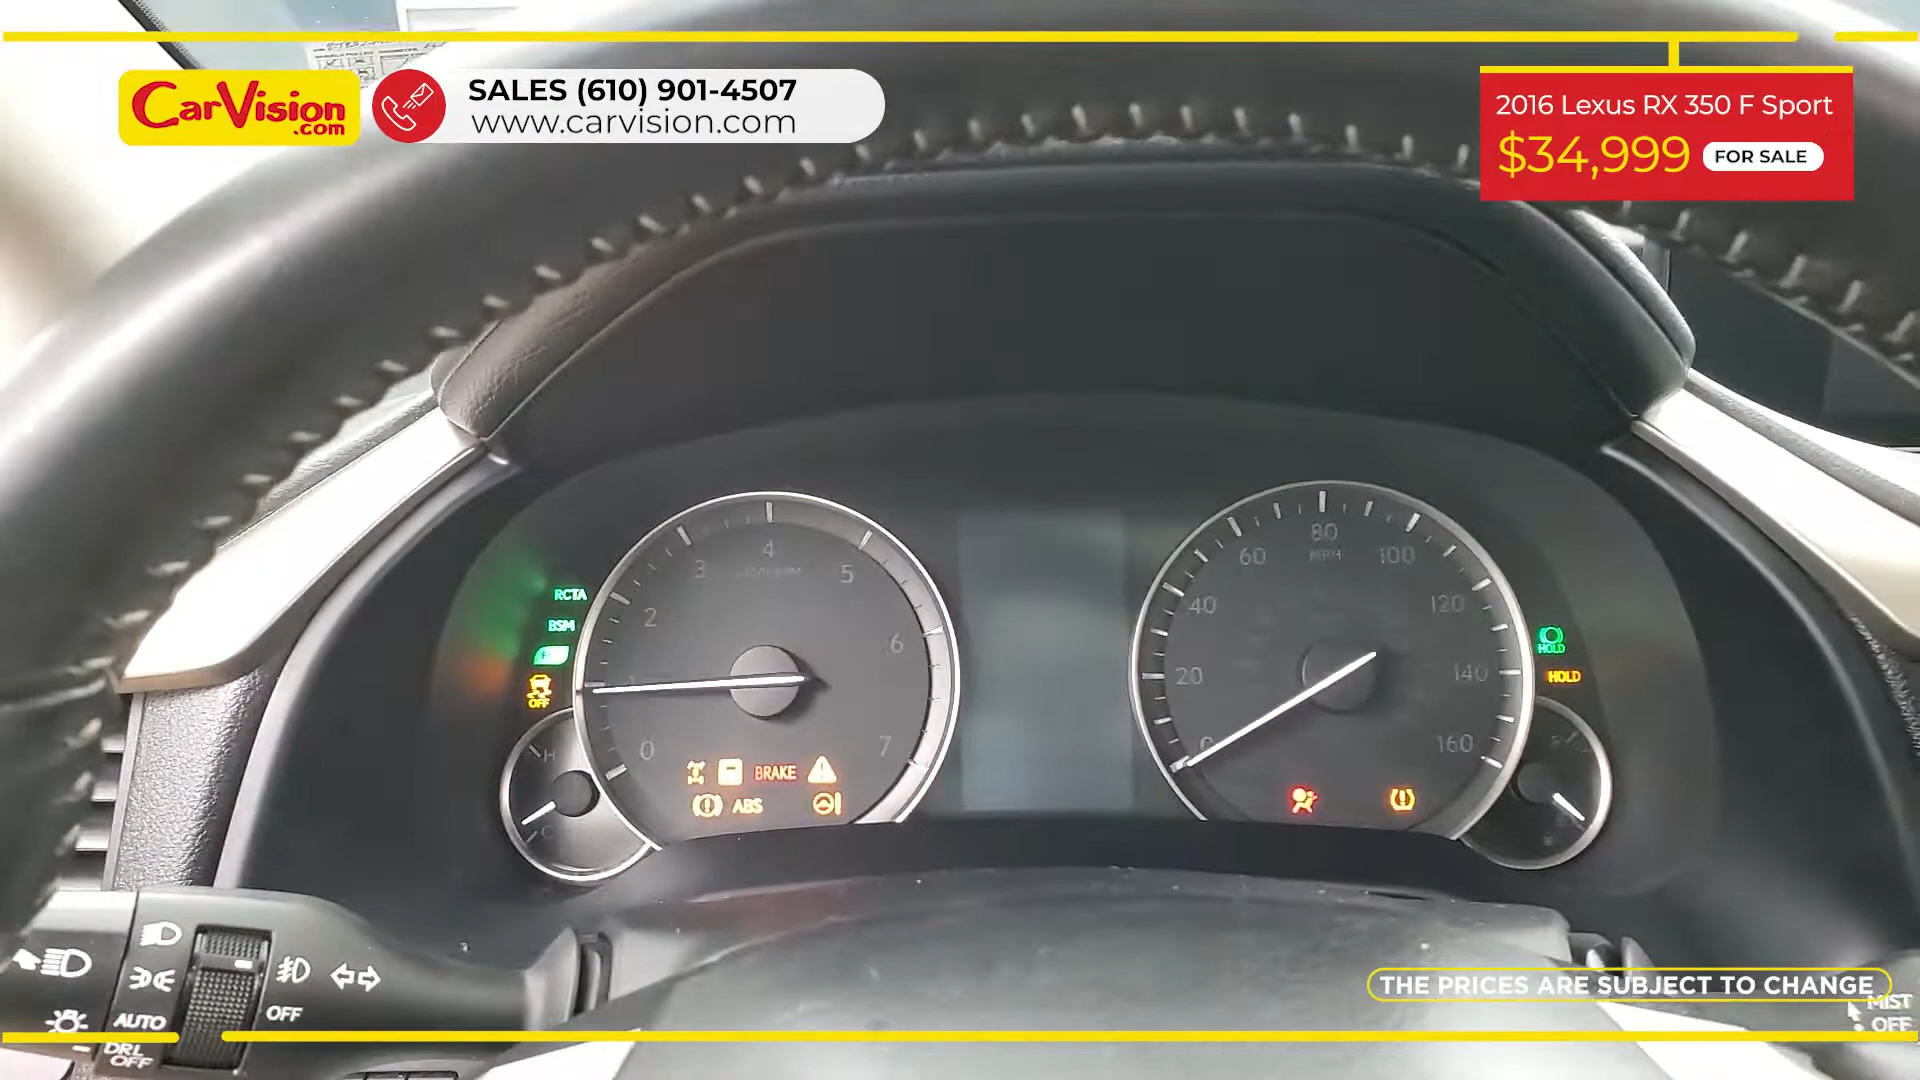 CarVision
.com
SALES (610) 901-4507
www.carvision.com
2016 Lexus RX 350 F Sport
$34,999 FOR SALE
RCTA
BSM
OFF
0
1
2
3
4
5
6
7
H
C
BRAKE
ABS
0
20
40
60
80
MPH
100
120
140
160
HOLD
HOLD
OFF
AUTO
DRL
OFF
THE PRICES ARE SUBJECT TO CHANGE
MIST
OFF